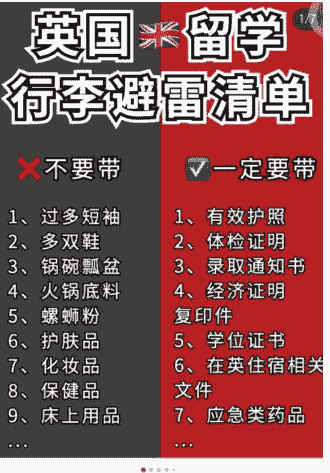 英国🇬🇧留学
1/7
行李避雷清单
❌不要带
1、过多短袖
2、多双鞋
3、锅碗瓢盆
4、火锅底料
5、螺蛳粉
6、护肤品
7、化妆品
8、保健品
9、床上用品
...
☑一定要带
1、有效护照
2、体检证明
3、录取通知书
4、经济证明
复印件
5、学位证书
6、在英住宿相关
文件
7、应急类药品
...